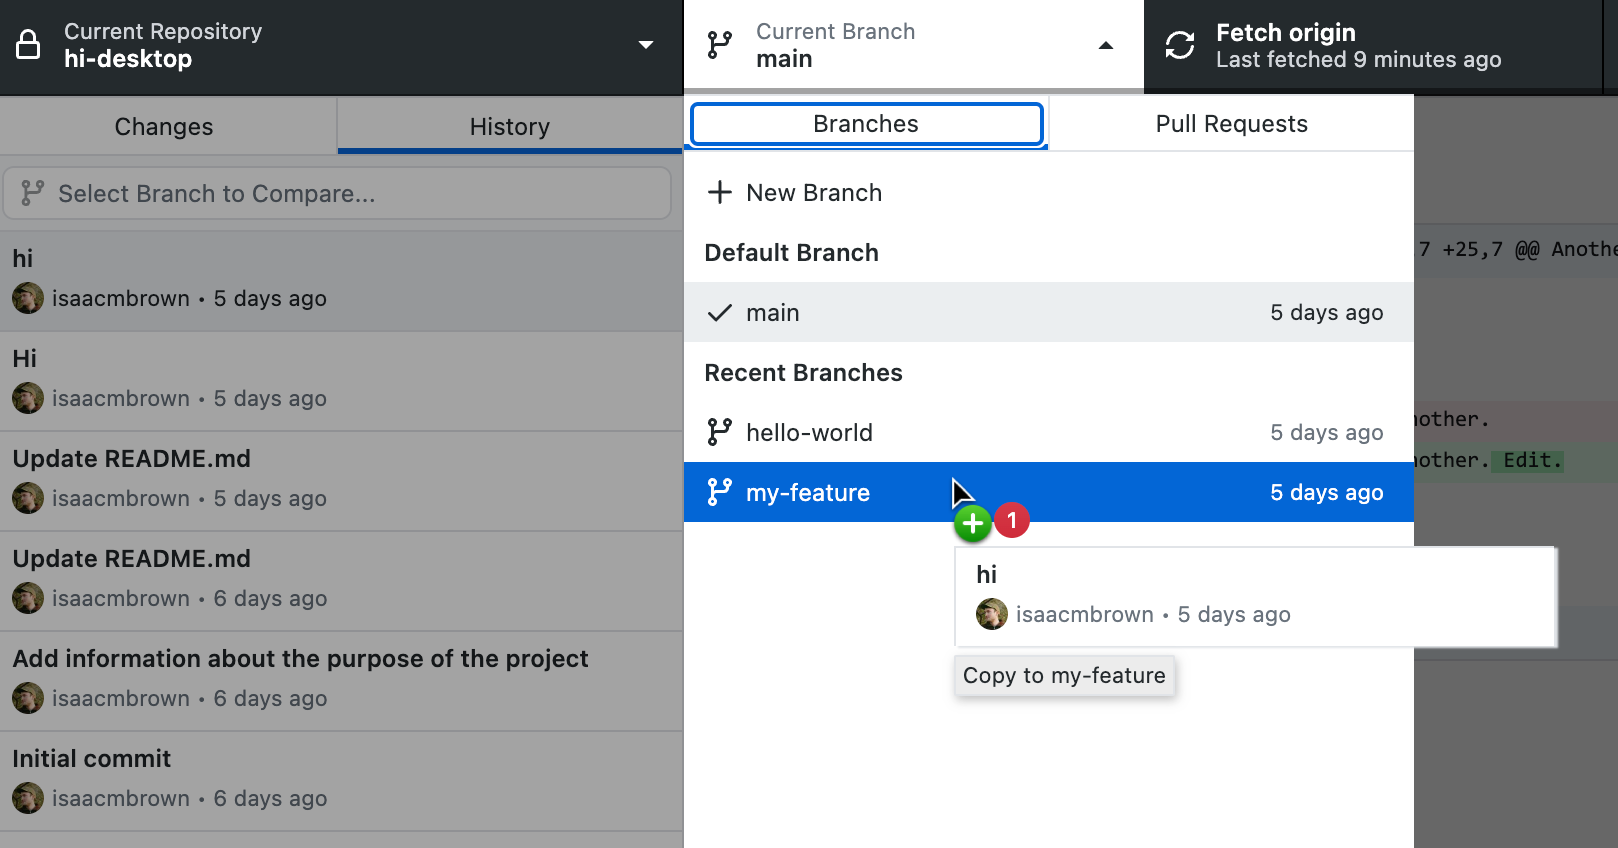 Current Repository
hi-desktop
Current Branch
main
Fetch origin
Last fetched 9 minutes ago
Changes
History
Select Branch to Compare...
hi
isaacmbrown • 5 days ago
Hi
isaacmbrown • 5 days ago
Update README.md
isaacmbrown • 5 days ago
Update README.md
isaacmbrown • 6 days ago
Add information about the purpose of the project
isaacmbrown • 6 days ago
Initial commit
isaacmbrown • 6 days ago
Branches
Pull Requests
New Branch
Default Branch
main 5 days ago
Recent Branches
hello-world 5 days ago
my-feature 5 days ago
1
hi
isaacmbrown • 5 days ago
Copy to my-feature
7 +25,7 @@ Anothe
nother.
nother. Edit.